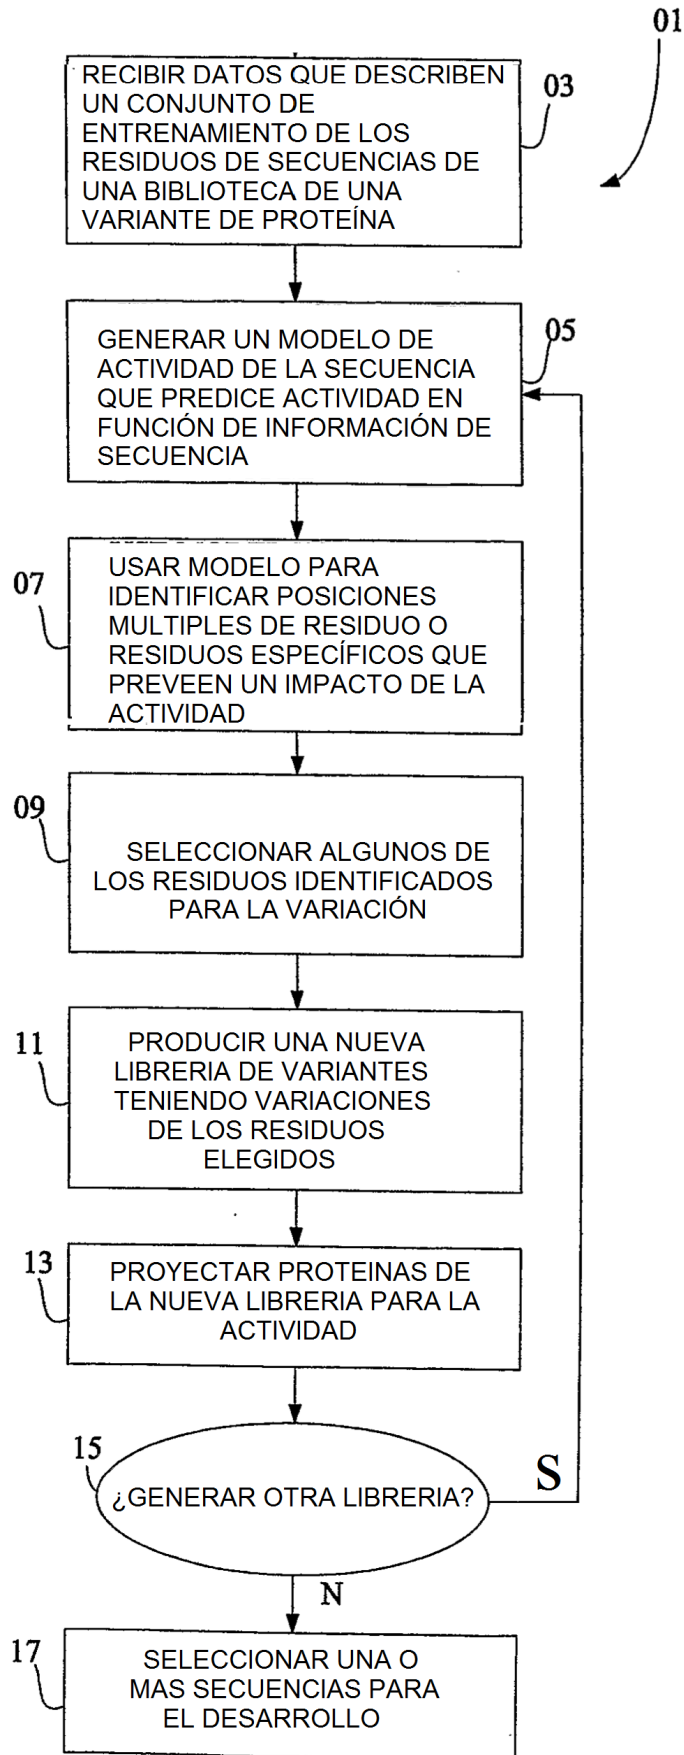 01
RECIBIR DATOS QUE DESCRIBEN
UN CONJUNTO DE
ENTRENAMIENTO DE LOS
RESIDUOS DE SECUENCIAS DE
UNA BIBLIOTECA DE UNA
VARIANTE DE PROTEÍNA
03
GENERAR UN MODELO DE
ACTIVIDAD DE LA SECUENCIA
QUE PREDICE ACTIVIDAD EN
FUNCIÓN DE INFORMACIÓN DE
SECUENCIA
05
07
USAR MODELO PARA
IDENTIFICAR POSICIONES
MULTIPLES DE RESIDUO O
RESIDUOS ESPECÍFICOS QUE
PREVEEN UN IMPACTO DE LA
ACTIVIDAD
09
SELECCIONAR ALGUNOS DE
LOS RESIDUOS IDENTIFICADOS
PARA LA VARIACIÓN
11
PRODUCIR UNA NUEVA
LIBRERIA DE VARIANTES
TENIENDO VARIACIONES
DE LOS RESIDUOS
ELEGIDOS
13
PROYECTAR PROTEINAS DE
LA NUEVA LIBRERIA PARA LA
ACTIVIDAD
15
¿GENERAR OTRA LIBRERIA?
S
N
17
SELECCIONAR UNA O
MAS SECUENCIAS PARA
EL DESARROLLO